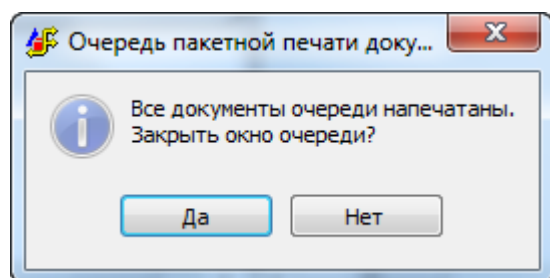 Очередь пакетной печати доку...
Все документы очереди напечатаны.
Закрыть окно очереди?
Да
Нет